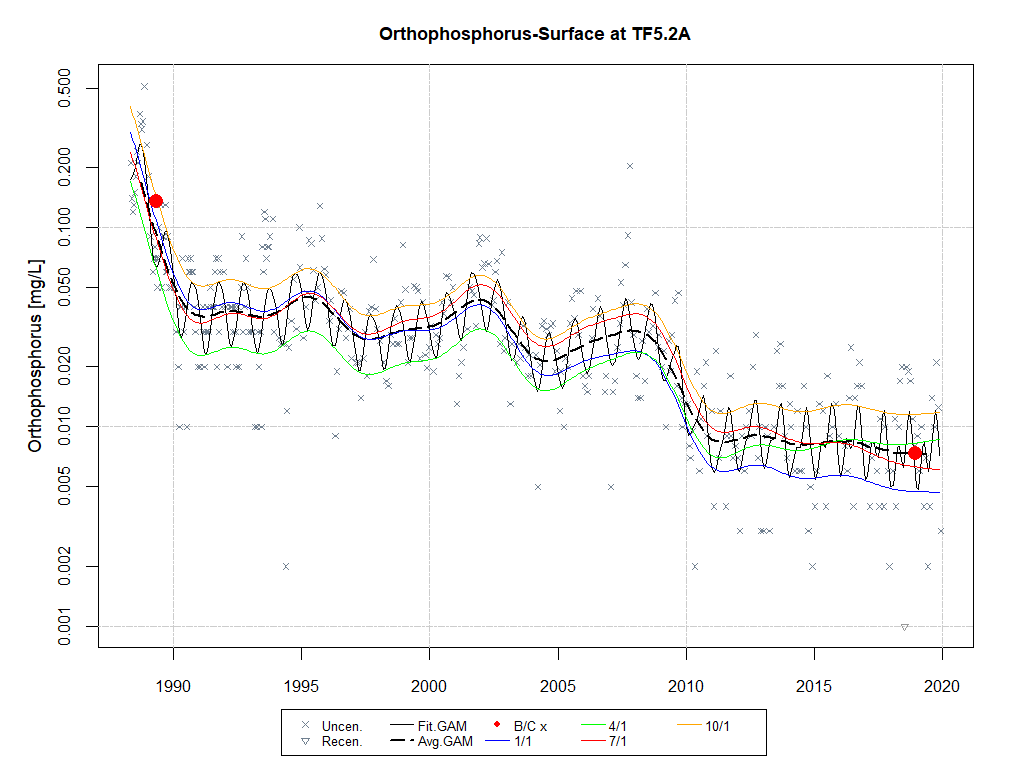 Orthophosphorus-Surface at TF5.2A
Orthophosphorus [mg/L]
0.500
0.200
0.100
0.050
0.020
0.010
0.005
0.002
0.001
1990 1995 2000 2005 2010 2015 2020
Uncen. Fit.GAM B/C x 4/1 10/1
Recen. Avg.GAM 1/1 7/1